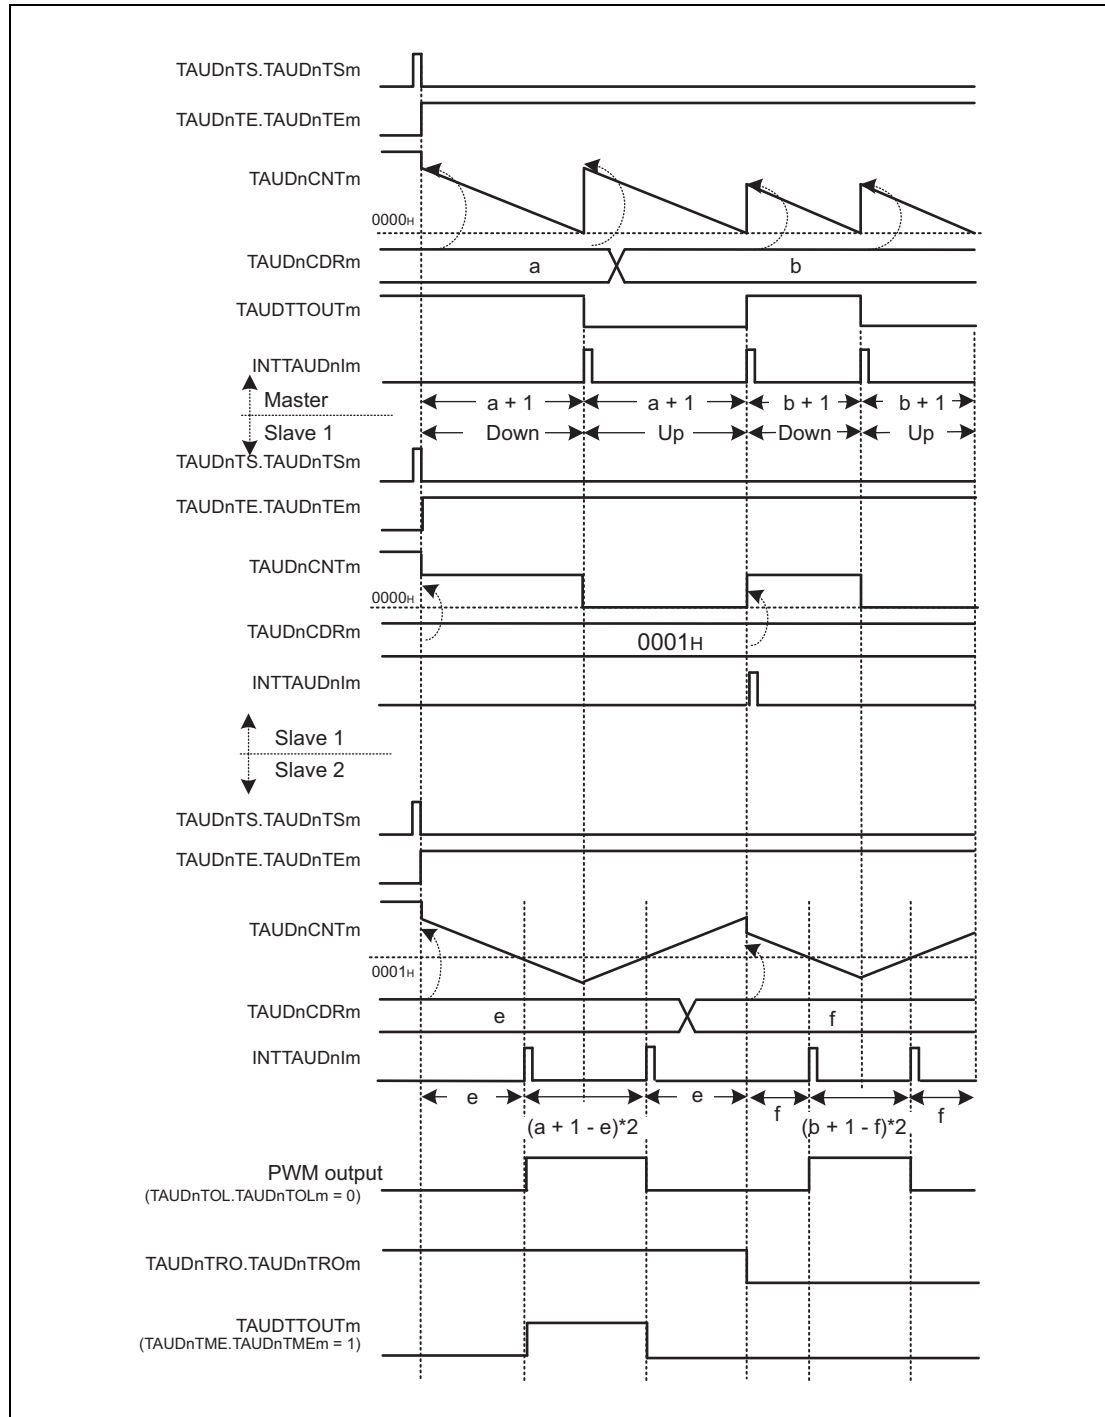 TAUDnTS.TAUDnTSm
TAUDnTE.TAUDnTEm
TAUDnCNTm
0000H
TAUDnCDRm
a
b
TAUDTTOUTm
INTTAUDnIm
Master
a + 1
a + 1
b + 1
b + 1
Slave 1
Down
Up
Down
Up
TAUDnTS.TAUDnTSm
TAUDnTE.TAUDnTEm
TAUDnCNTm
0000H
TAUDnCDRm
0001H
INTTAUDnIm
Slave 1
Slave 2
TAUDnTS.TAUDnTSm
TAUDnTE.TAUDnTEm
TAUDnCNTm
0001H
TAUDnCDRm
e
f
INTTAUDnIm
e
e
f
f
(a + 1 - e)*2
(b + 1 - f)*2
PWM output
(TAUDnTOL.TAUDnTOLm = 0)
TAUDnTRO.TAUDnTROm
TAUDTTOUTm
(TAUDnTME.TAUDnTMEm = 1)